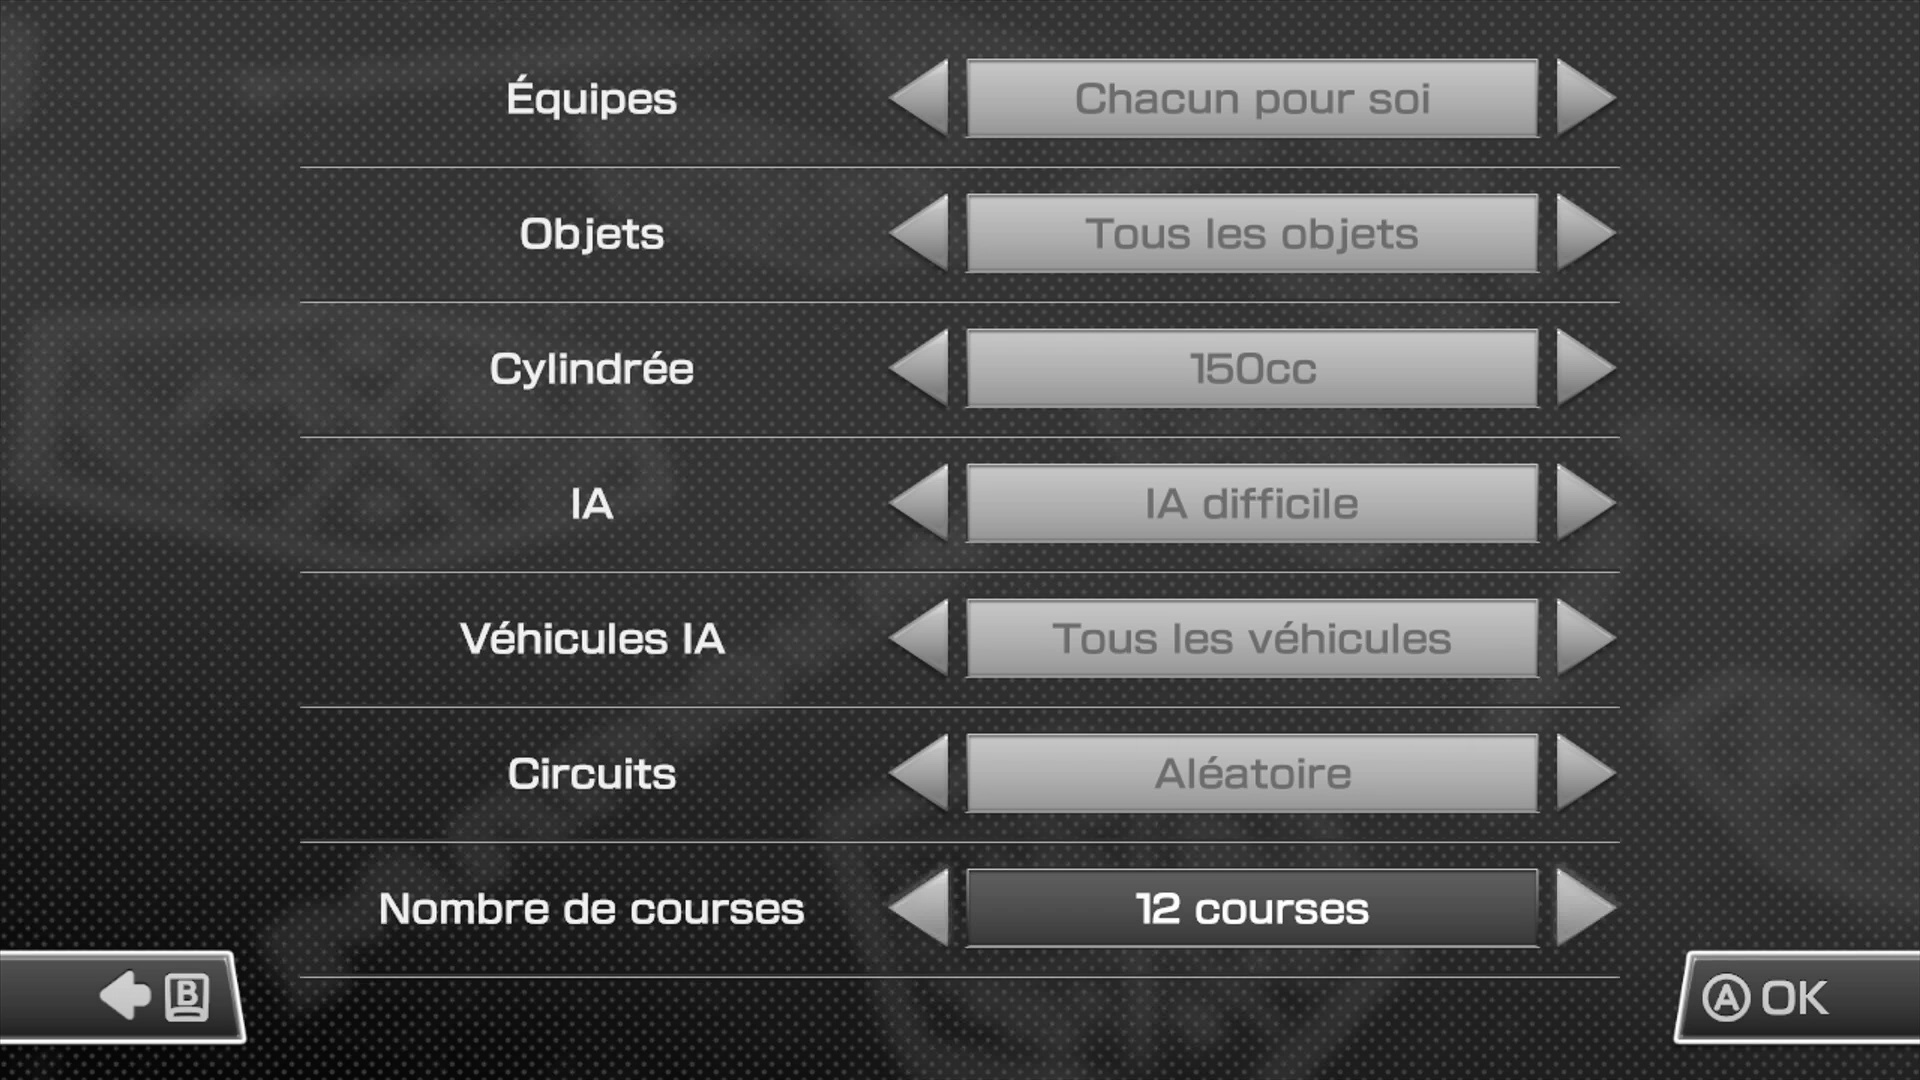 Équipes
Chacun pour soi
Objets
Tous les objets
Cylindrée
150cc
IA
IA difficile
Véhicules IA
Tous les véhicules
Circuits
Aléatoire
Nombre de courses
12 courses
B
A OK